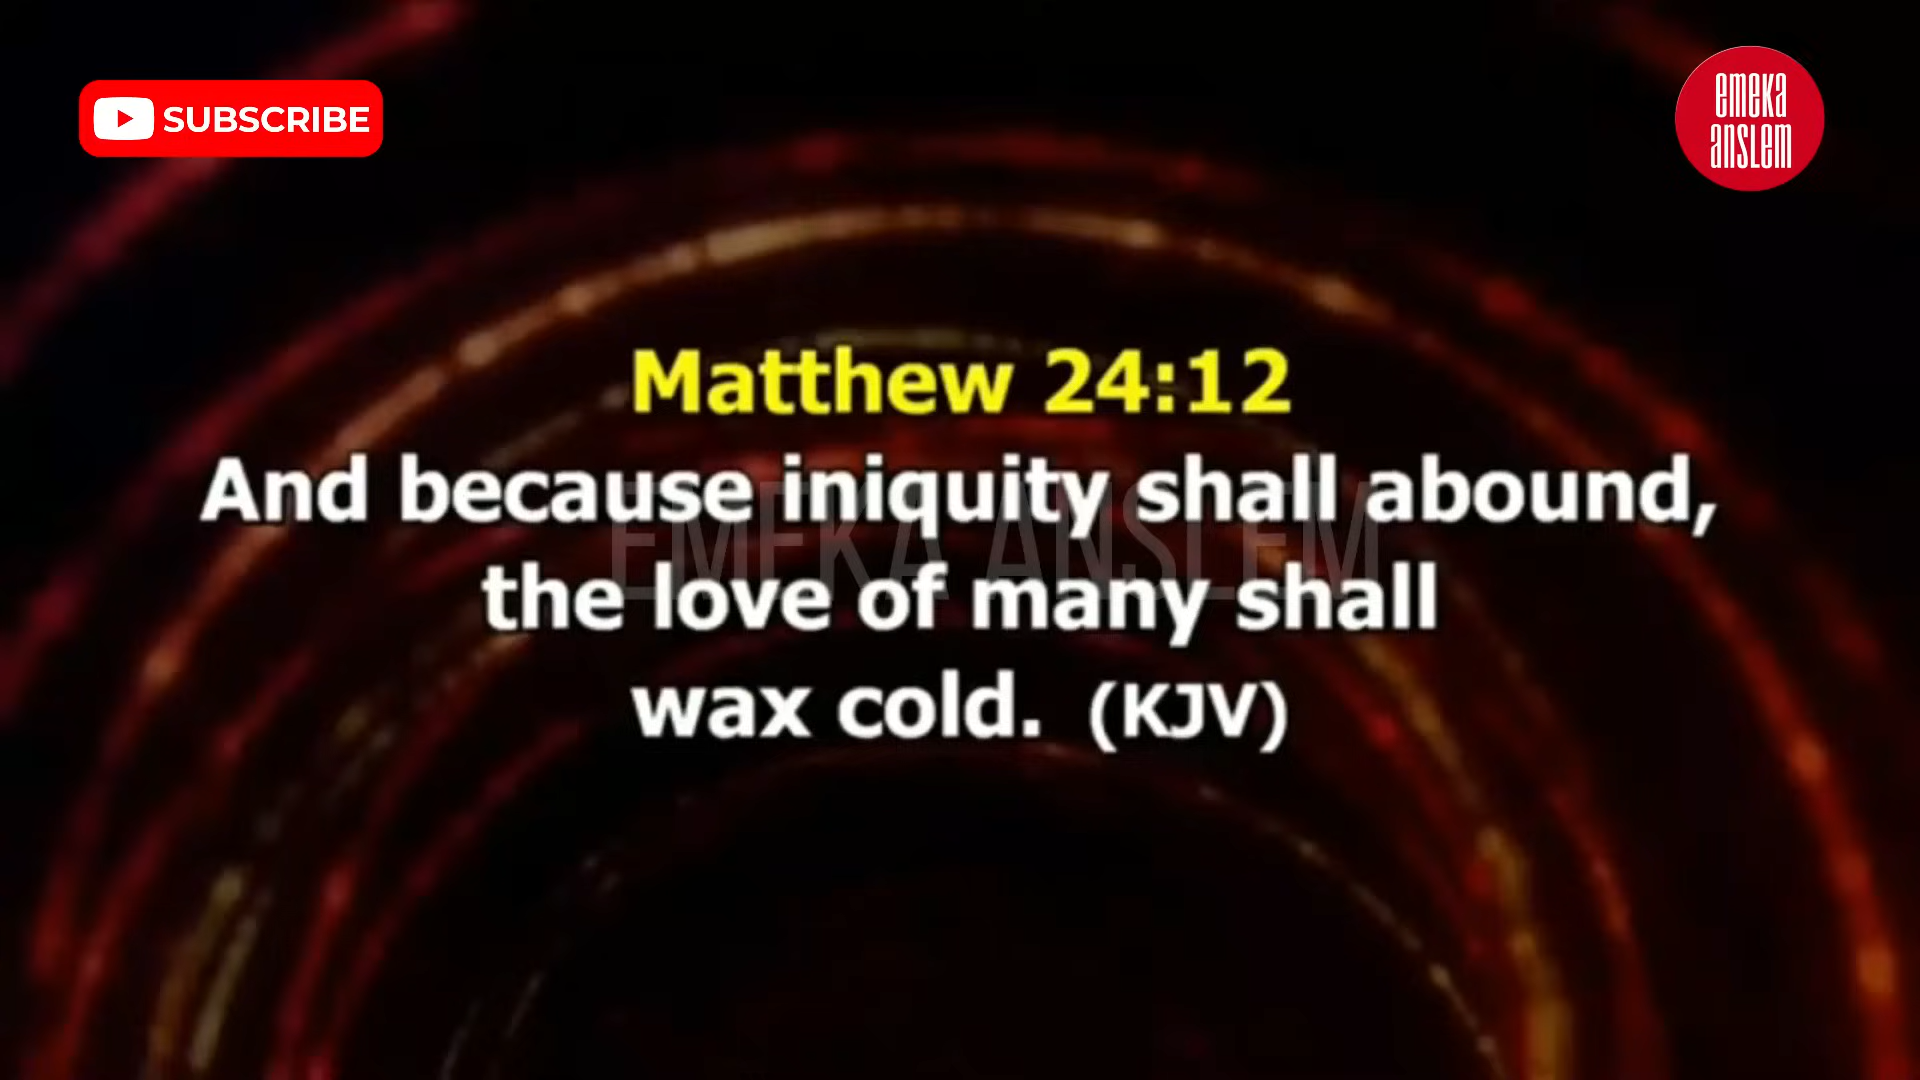 SUBSCRIBE
emeka
anslem
Matthew 24:12
And because iniquity shall abound,
the love of many shall
wax cold. (KJV)
EMEKA ANSLEM